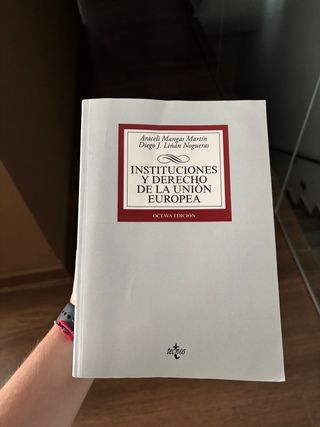 Araceli Mangas Martín
Diego J. Liñán Nogueras
INSTITUCIONES
Y DERECHO
DE LA UNIÓN
EUROPEA
OCTAVA EDICIÓN
tecnos